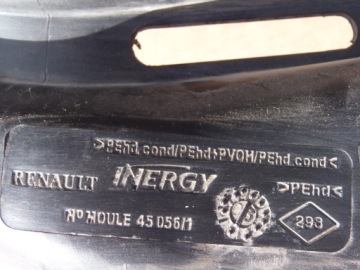 >PEhd cond/PEhd+PVOH/PEhd cond<
RENAULT INERGY >PEhd<
No MOULE 45 056/1 293